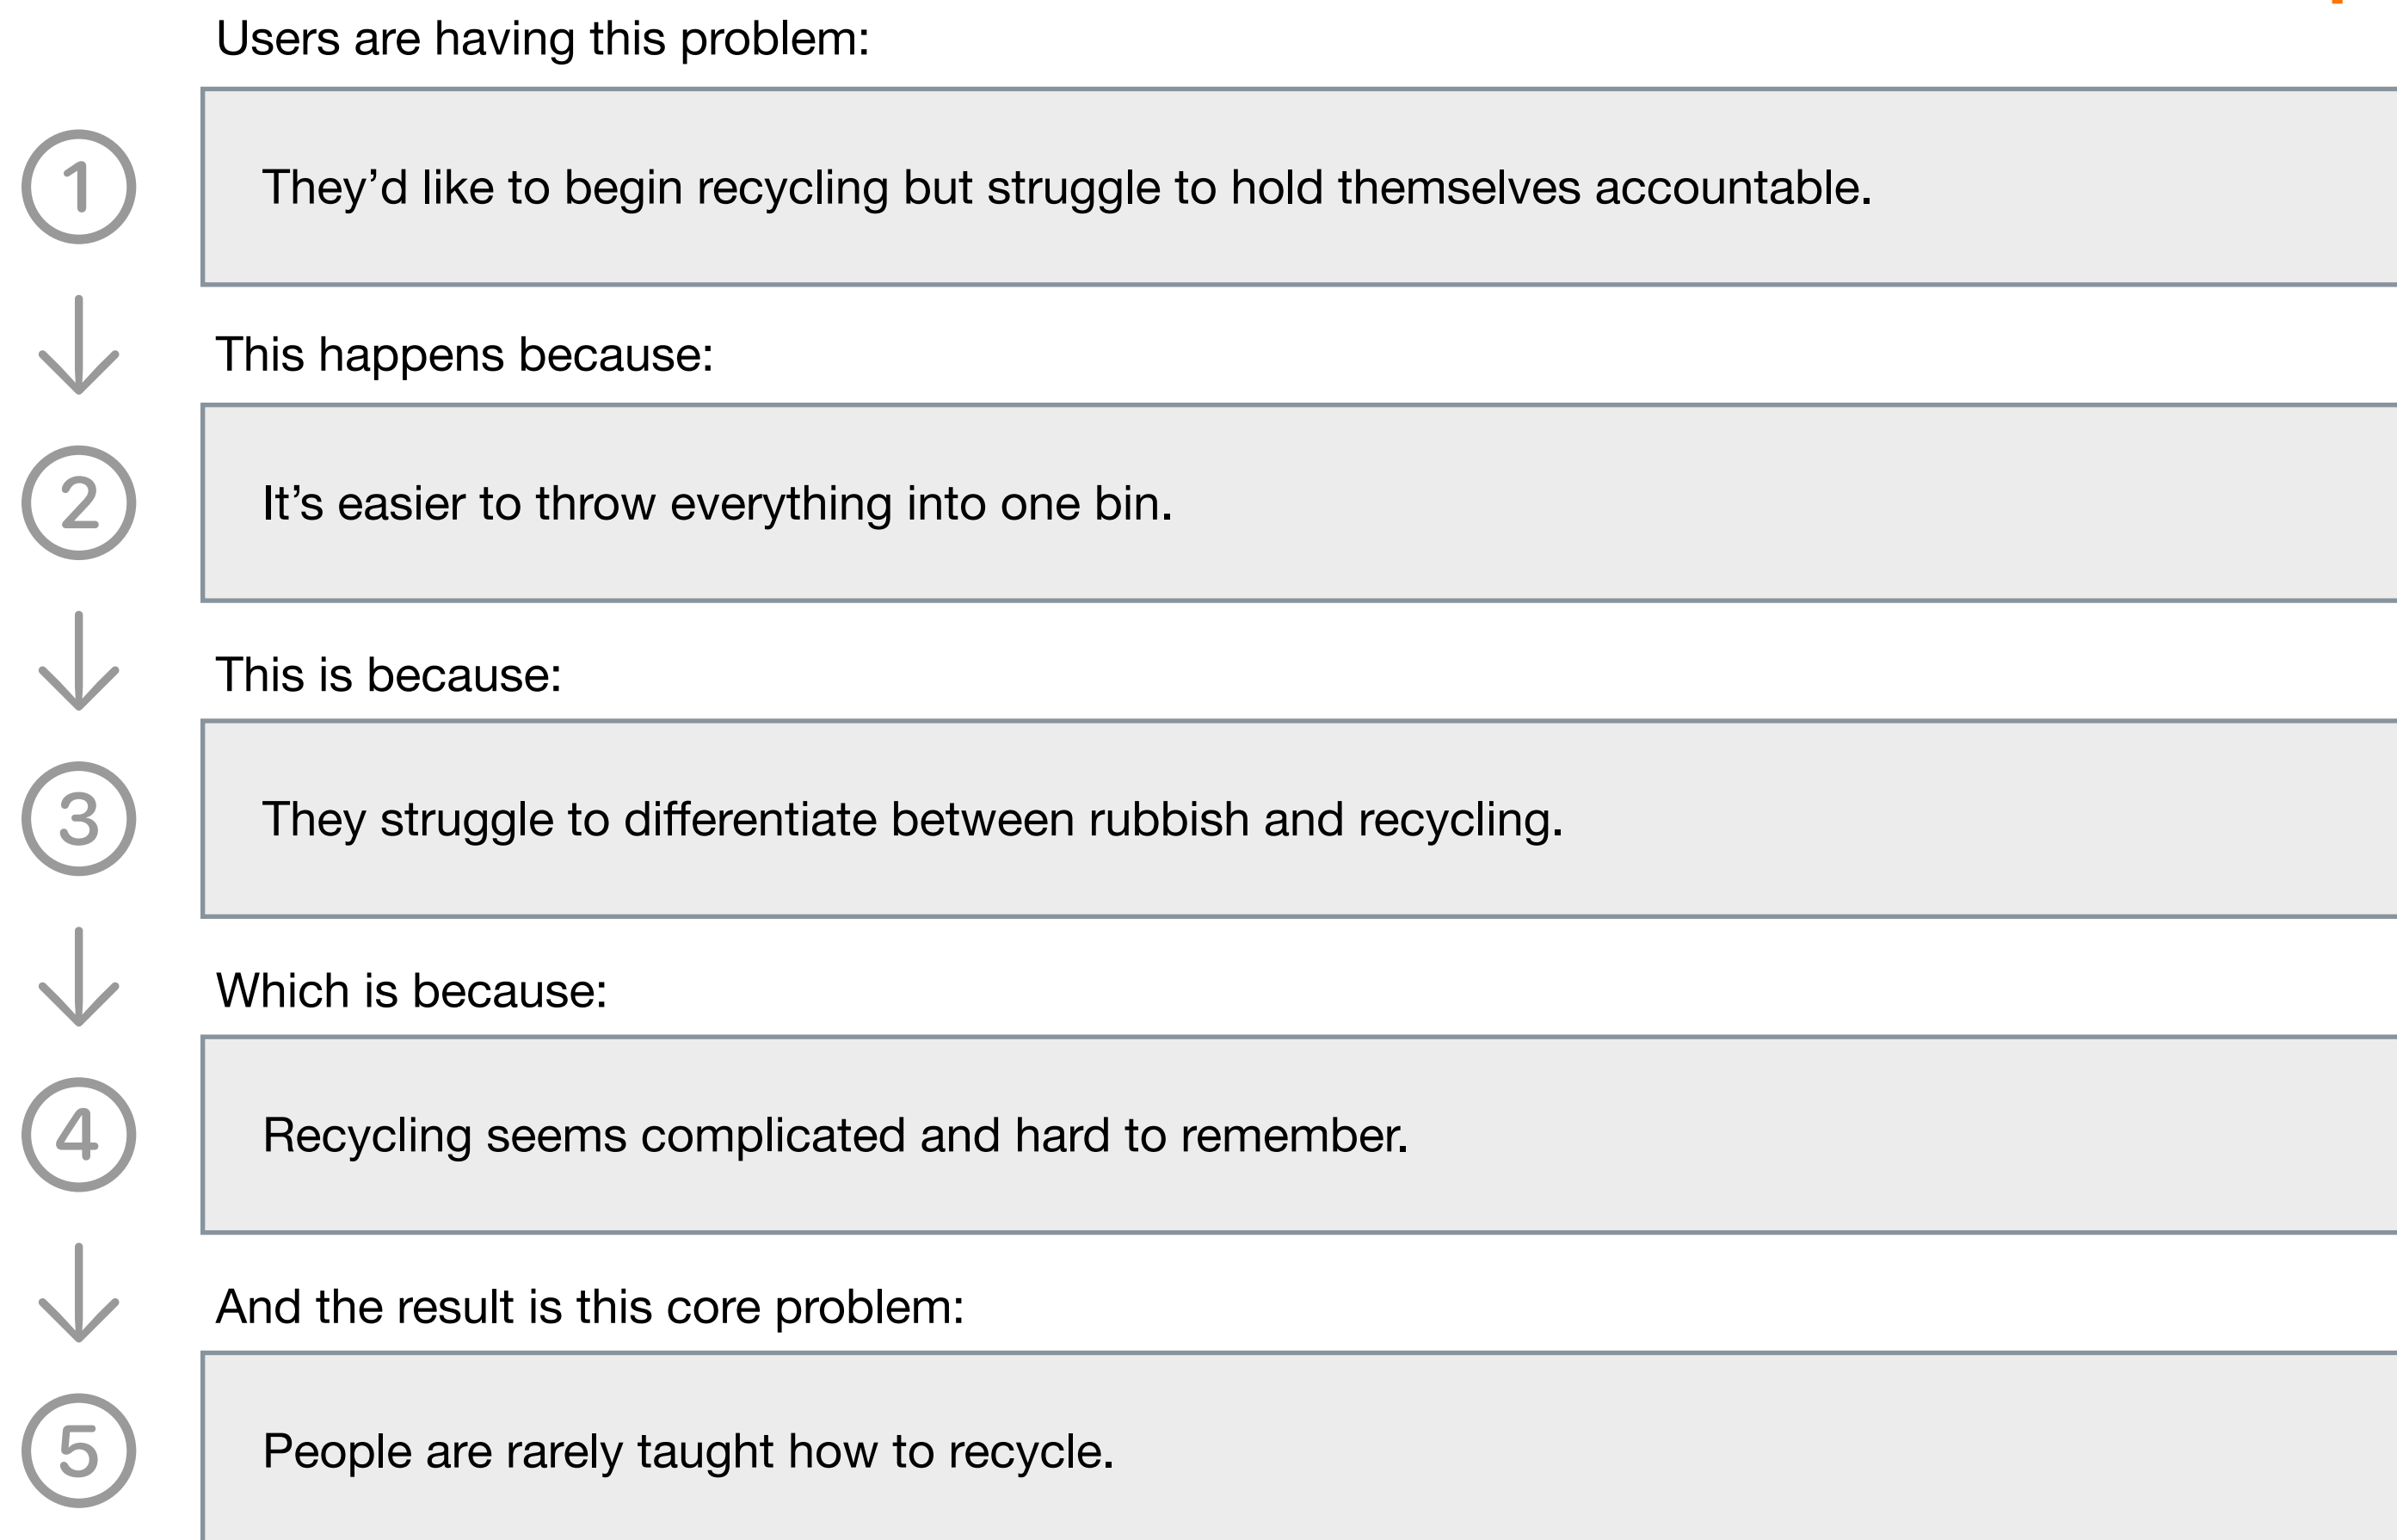 Users are having this problem:
1
They’d like to begin recycling but struggle to hold themselves accountable.
This happens because:
2
It’s easier to throw everything into one bin.
This is because:
3
They struggle to differentiate between rubbish and recycling.
Which is because:
4
Recycling seems complicated and hard to remember.
And the result is this core problem:
5
People are rarely taught how to recycle.